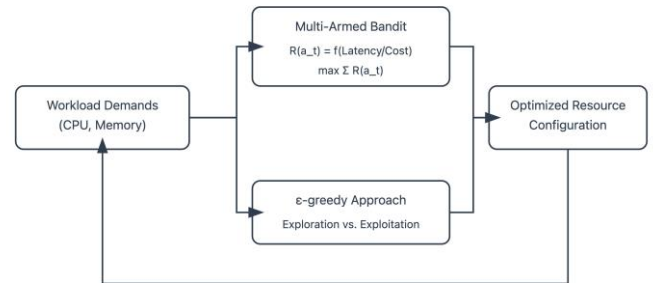 Multi-Armed Bandit
R(a_t) = f(Latency/Cost)
max Σ R(a_t)
Workload Demands
(CPU, Memory)
Optimized Resource
Configuration
ε-greedy Approach
Exploration vs. Exploitation